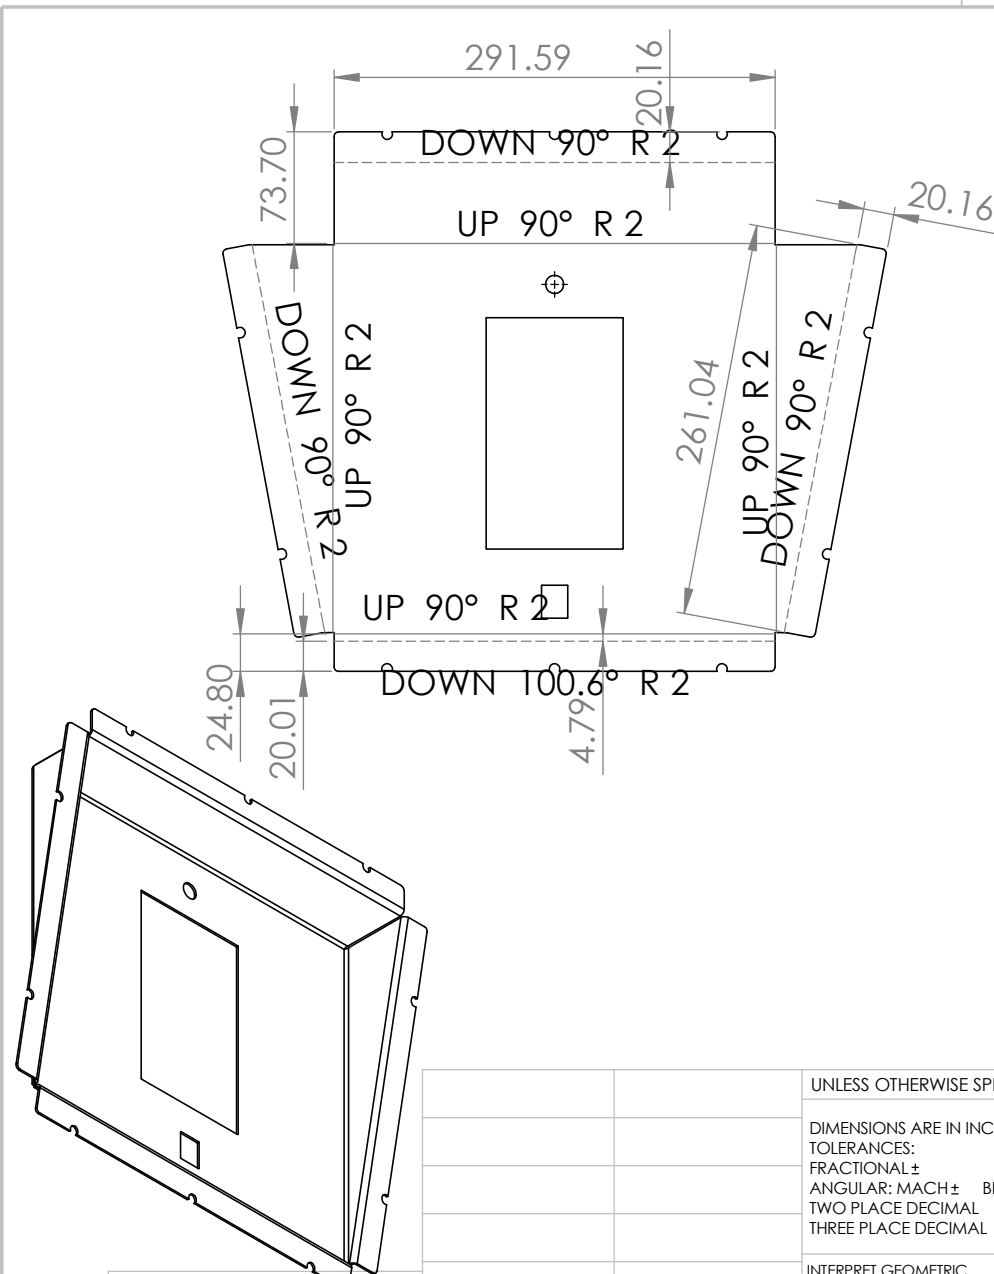 291.59
20.16
DOWN 90° R 2
73.70
UP 90° R 2
20.16
DOWN 90° R 2
UP 90° R 2
261.04
UP 90° R 2
DOWN 90° R 2
UP 90° R 2
DOWN 100.6° R 2
24.80
20.01
4.79
UNLESS OTHERWISE SPE
DIMENSIONS ARE IN INC
TOLERANCES:
FRACTIONAL ±
ANGULAR: MACH ± BE
TWO PLACE DECIMAL
THREE PLACE DECIMAL
INTERPRET GEOMETRIC